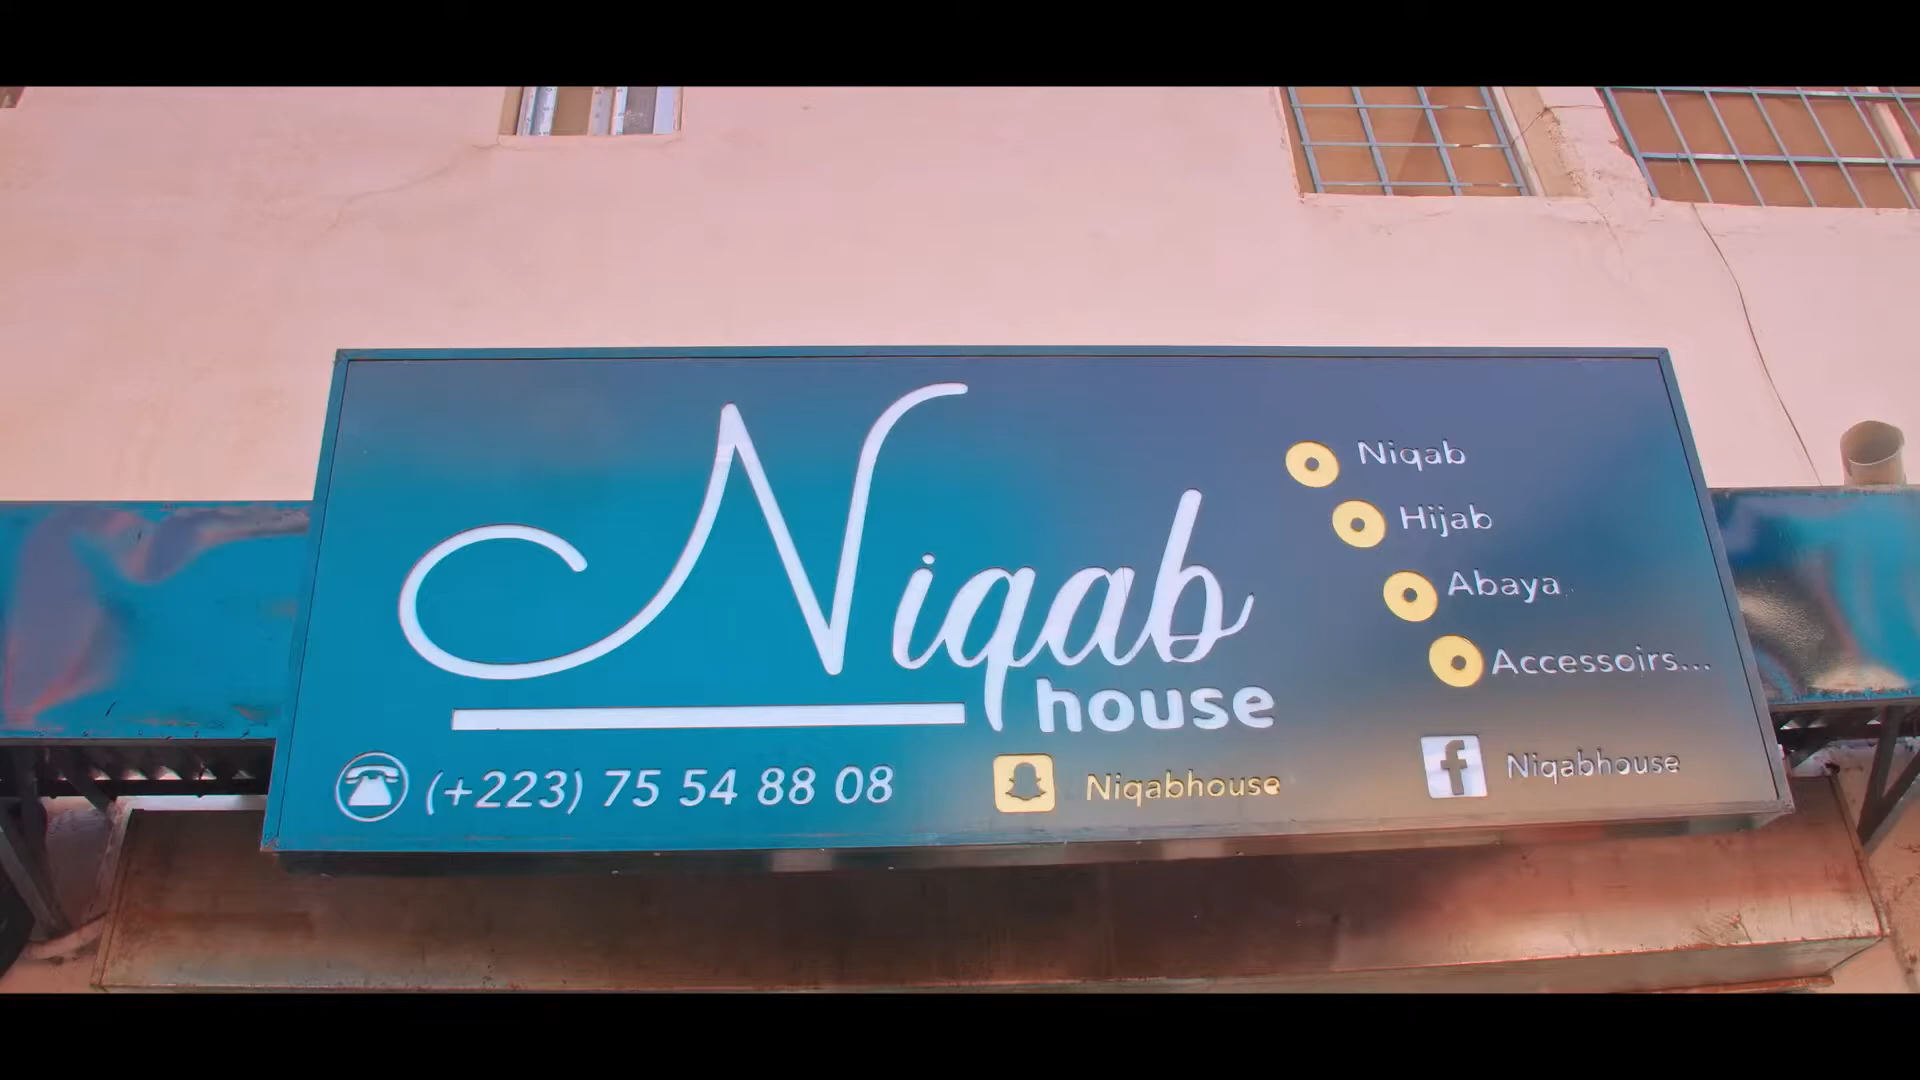 Niqab
house
Niqab
Hijab
Abaya
Accessoirs...
(+223) 75 54 88 08
Niqabhouse
Niqabhouse